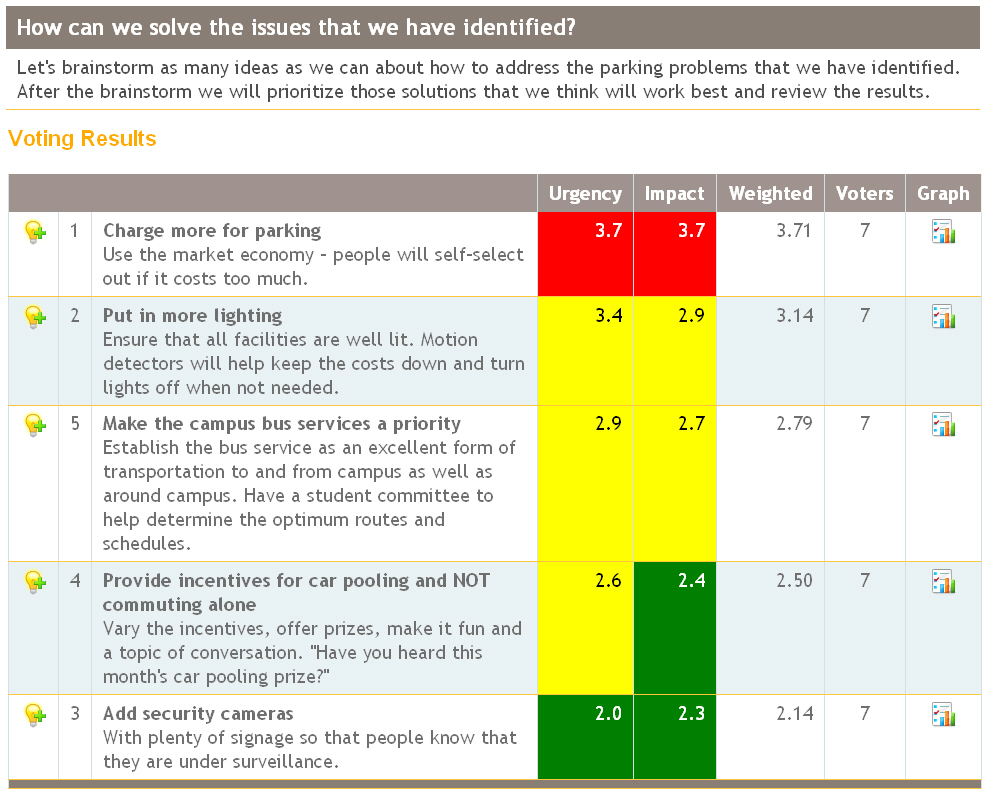 How can we solve the issues that we have identified?
Let's brainstorm as many ideas as we can about how to address the parking problems that we have identified.
After the brainstorm we will prioritize those solutions that we think will work best and review the results.
Voting Results
Urgency Impact Weighted Voters Graph
1 Charge more for parking 3.7 3.7 3.71 7
Use the market economy - people will self-select
out if it costs too much.
2 Put in more lighting 3.4 2.9 3.14 7
Ensure that all facilities are well lit. Motion
detectors will help keep the costs down and turn
lights off when not needed.
5 Make the campus bus services a priority 2.9 2.7 2.79 7
Establish the bus service as an excellent form of
transportation to and from campus as well as
around campus. Have a student committee to
help determine the optimum routes and
schedules.
4 Provide incentives for car pooling and NOT 2.6 2.4 2.50 7
commuting alone
Vary the incentives, offer prizes, make it fun and
a topic of conversation. "Have you heard this
month's car pooling prize?"
3 Add security cameras 2.0 2.3 2.14 7
With plenty of signage so that people know that
they are under surveillance.